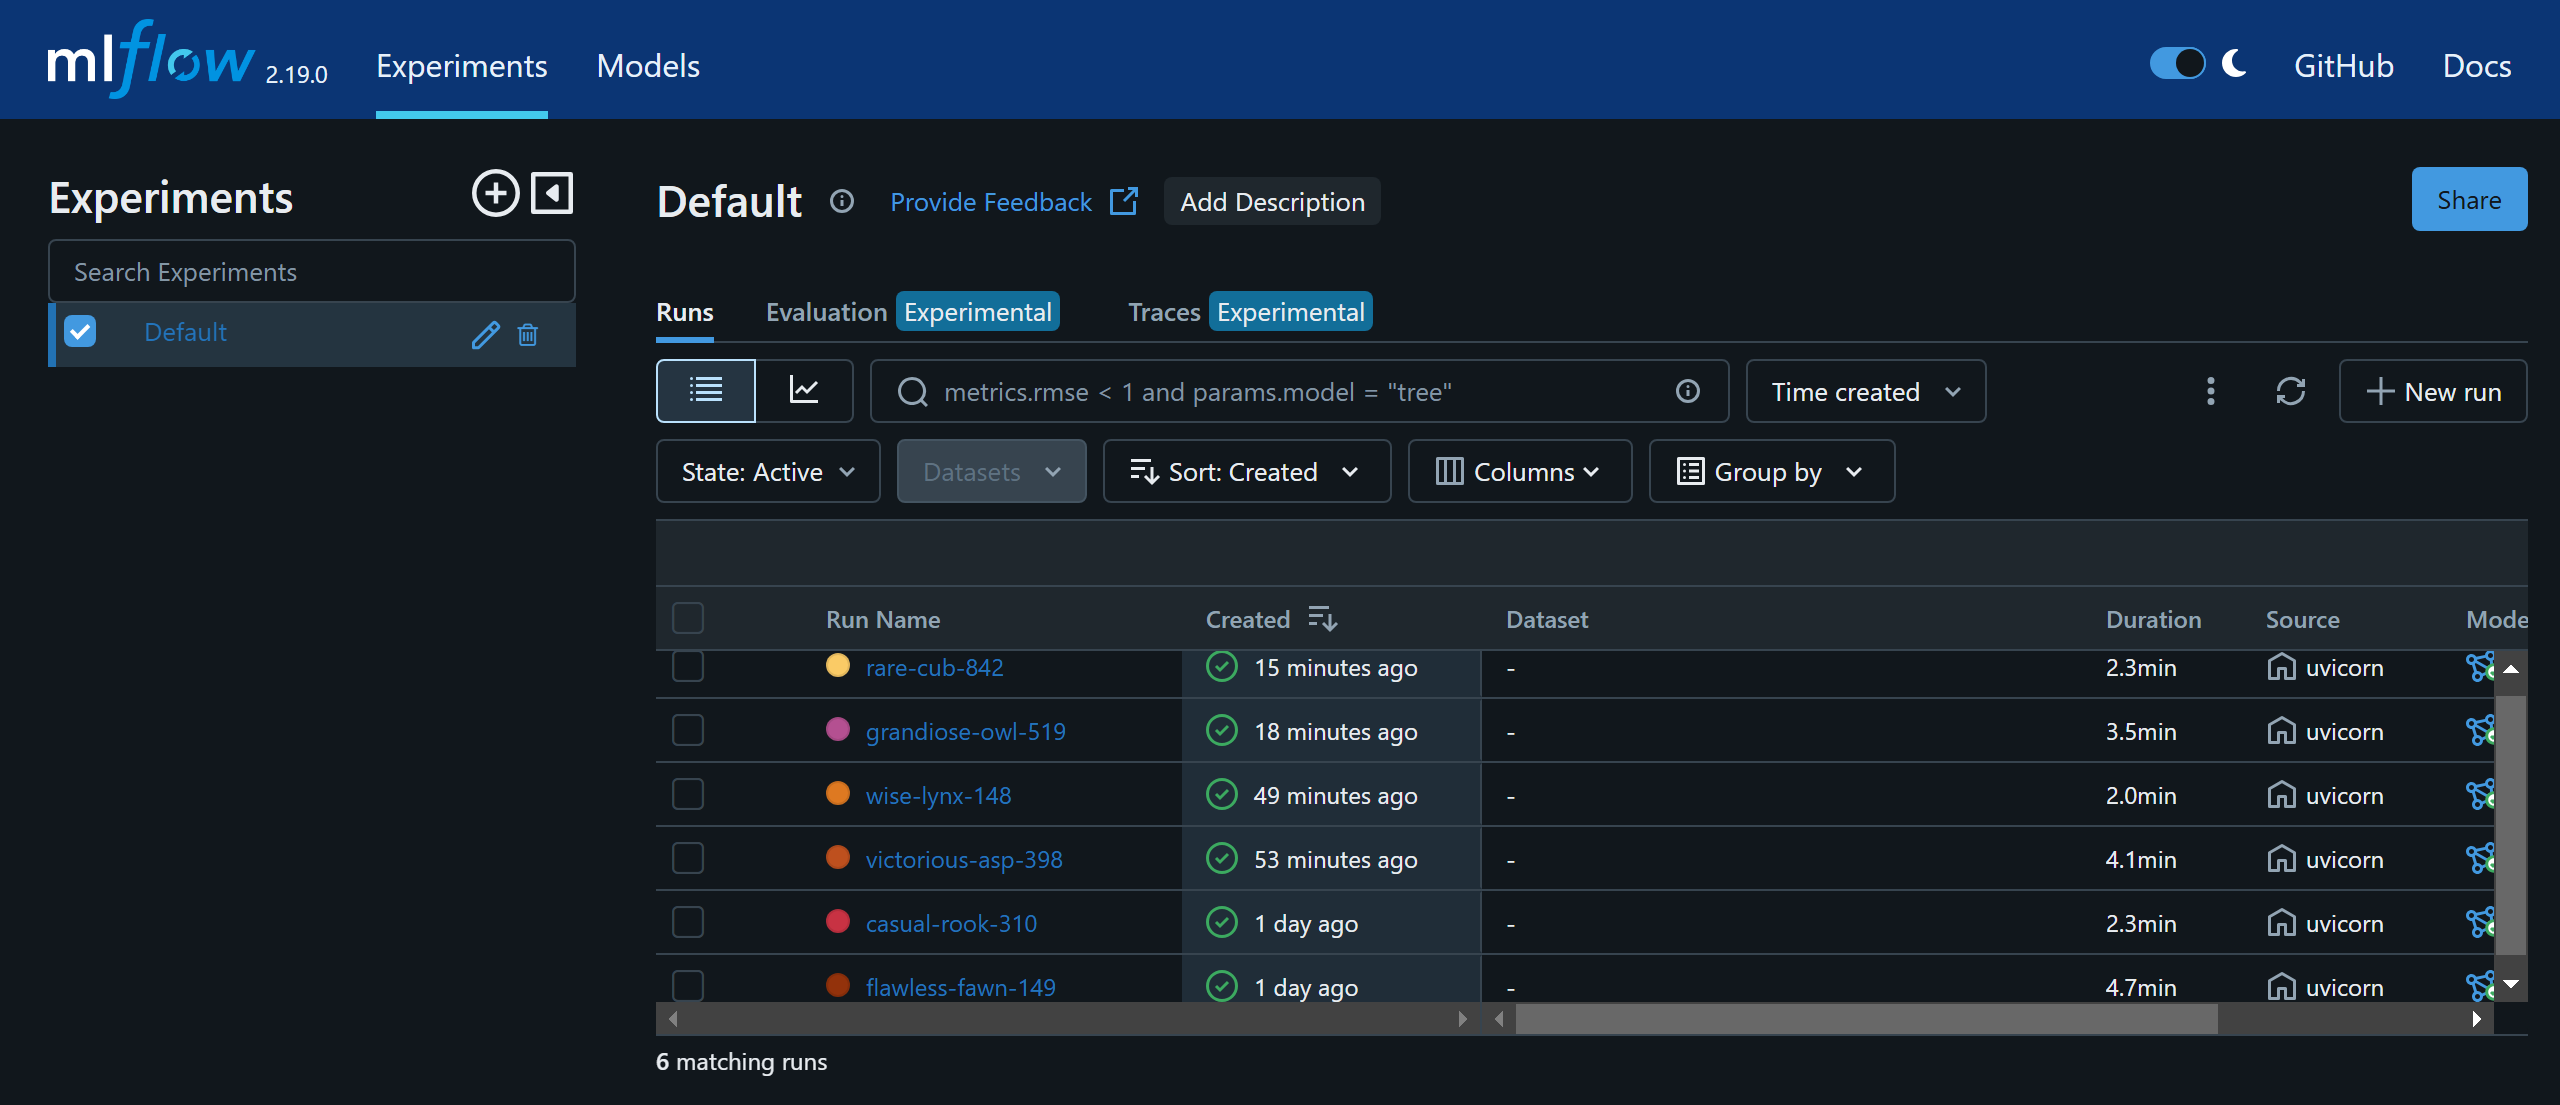 mlflow 2.19.0 Experiments Models GitHub Docs
Experiments
Search Experiments
Default
Default Provide Feedback Add Description Share
Runs Evaluation Experimental Traces Experimental
metrics.rmse < 1 and params.model = "tree" Time created New run
State: Active Datasets Sort: Created Columns Group by
Run Name Created Dataset Duration Source Mode
rare-cub-842 15 minutes ago - 2.3min uvicorn
grandiose-owl-519 18 minutes ago - 3.5min uvicorn
wise-lynx-148 49 minutes ago - 2.0min uvicorn
victorious-asp-398 53 minutes ago - 4.1min uvicorn
casual-rook-310 1 day ago - 2.3min uvicorn
flawless-fawn-149 1 day ago - 4.7min uvicorn
6 matching runs